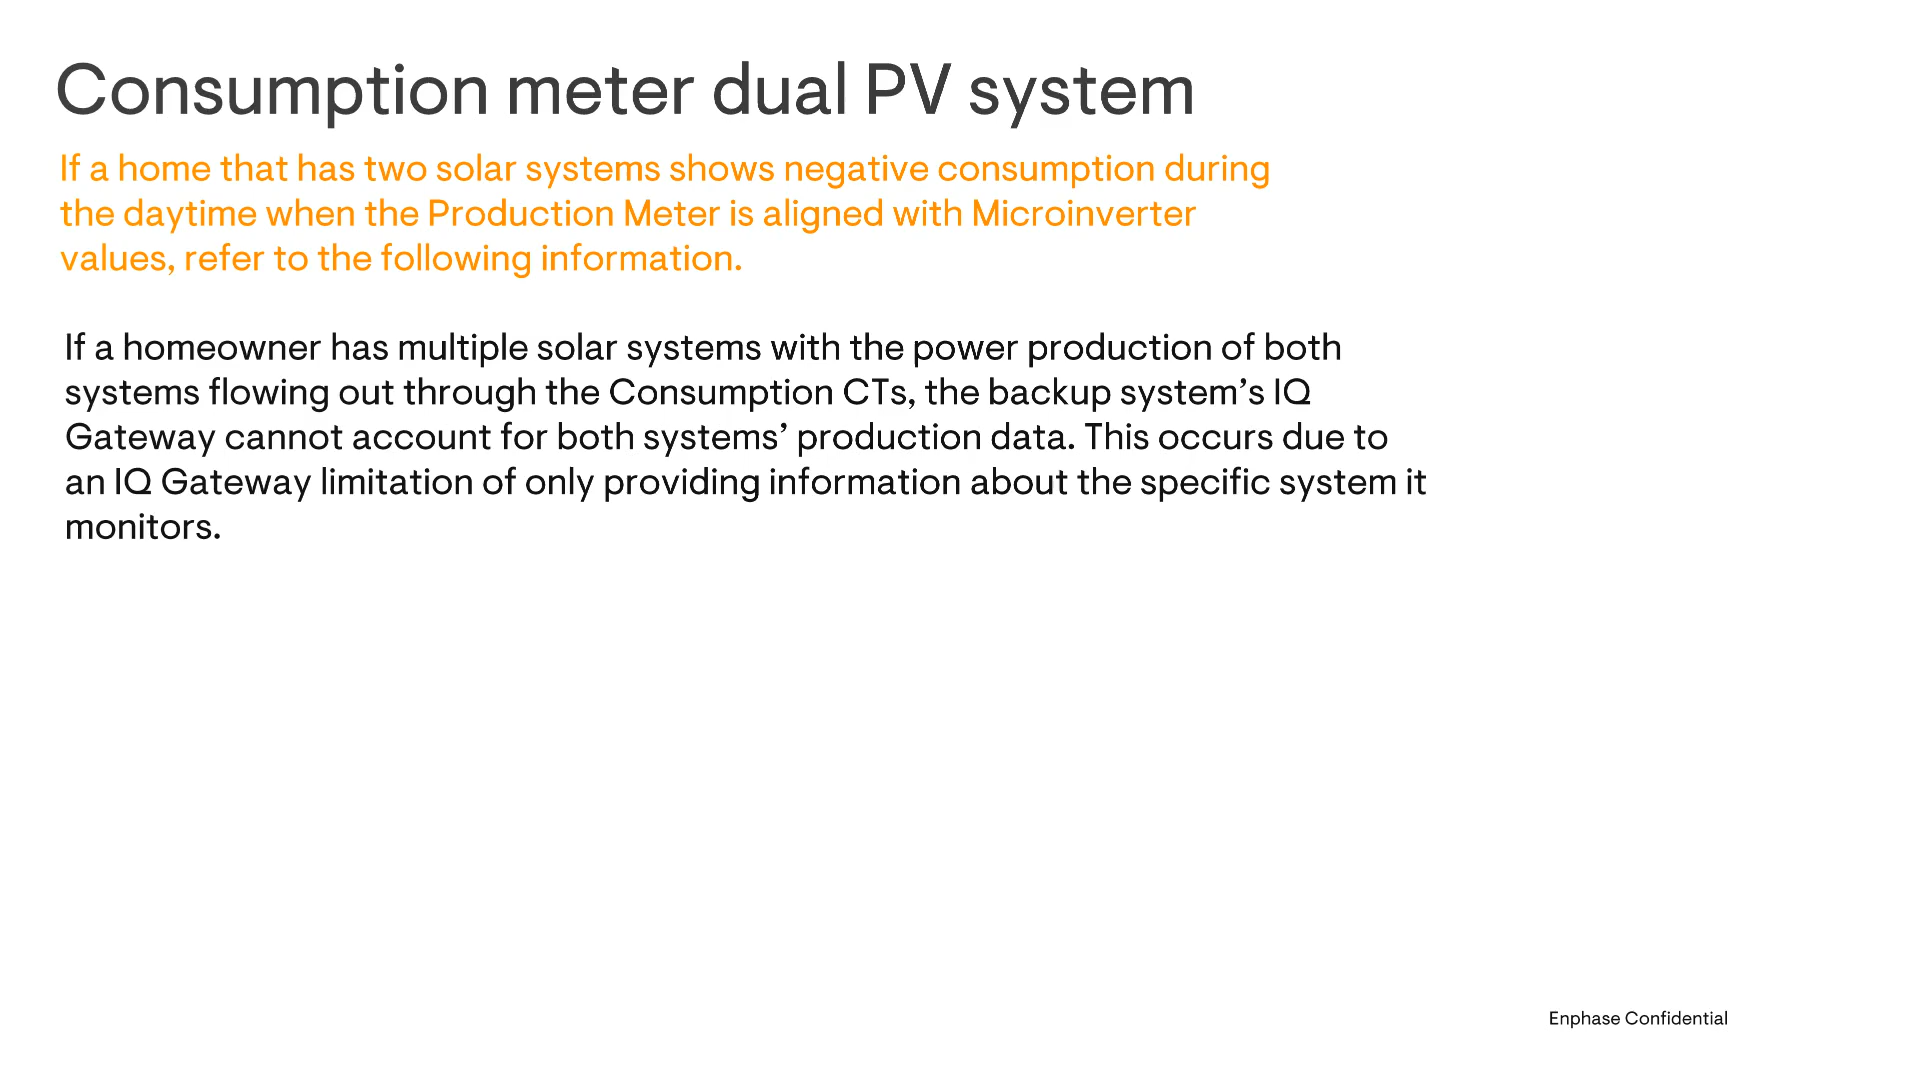 Consumption meter dual PV system
If a home that has two solar systems shows negative consumption during
the daytime when the Production Meter is aligned with Microinverter
values, refer to the following information.
If a homeowner has multiple solar systems with the power production of both
systems flowing out through the Consumption CTs, the backup system’s IQ
Gateway cannot account for both systems’ production data. This occurs due to
an IQ Gateway limitation of only providing information about the specific system it
monitors.
Enphase Confidential